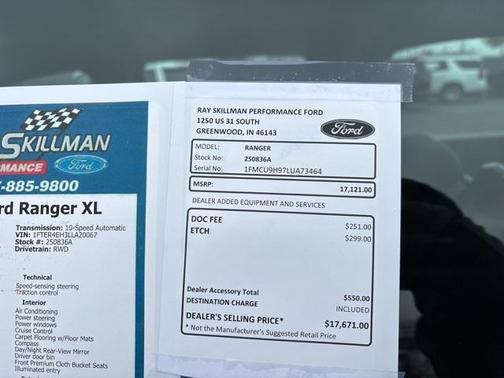 SKILLMAN
MANCE Ford
-885-9800
rd Ranger XL
Transmission: 10-Speed Automatic
VIN: 1FTER4EH3LLA20067
Stock #: 250836A
Drivetrain: RWD
Technical
Speed-sensing steering
Traction control
Interior
Air Conditioning
Power steering
Power windows
Cruise Control
Carpet Flooring w/Floor Mats
Compass
Day/Night Rear-View Mirror
Driver door bin
Front Premium Cloth Bucket Seats
Illuminated entry
RAY SKILLMAN PERFORMANCE FORD
1250 US 31 SOUTH
GREENWOOD, IN 46143
Ford
MODEL: RANGER
Stock No: 250836A
Serial No: 1FMCU9H97LUA73464
MSRP: 17,121.00
DEALER ADDED EQUIPMENT AND SERVICES
DOC FEE $251.00
ETCH $299.00
Dealer Accessory Total $550.00
DESTINATION CHARGE INCLUDED
DEALER'S SELLING PRICE* $17,671.00
* Not the Manufacturer's Suggested Retail Price